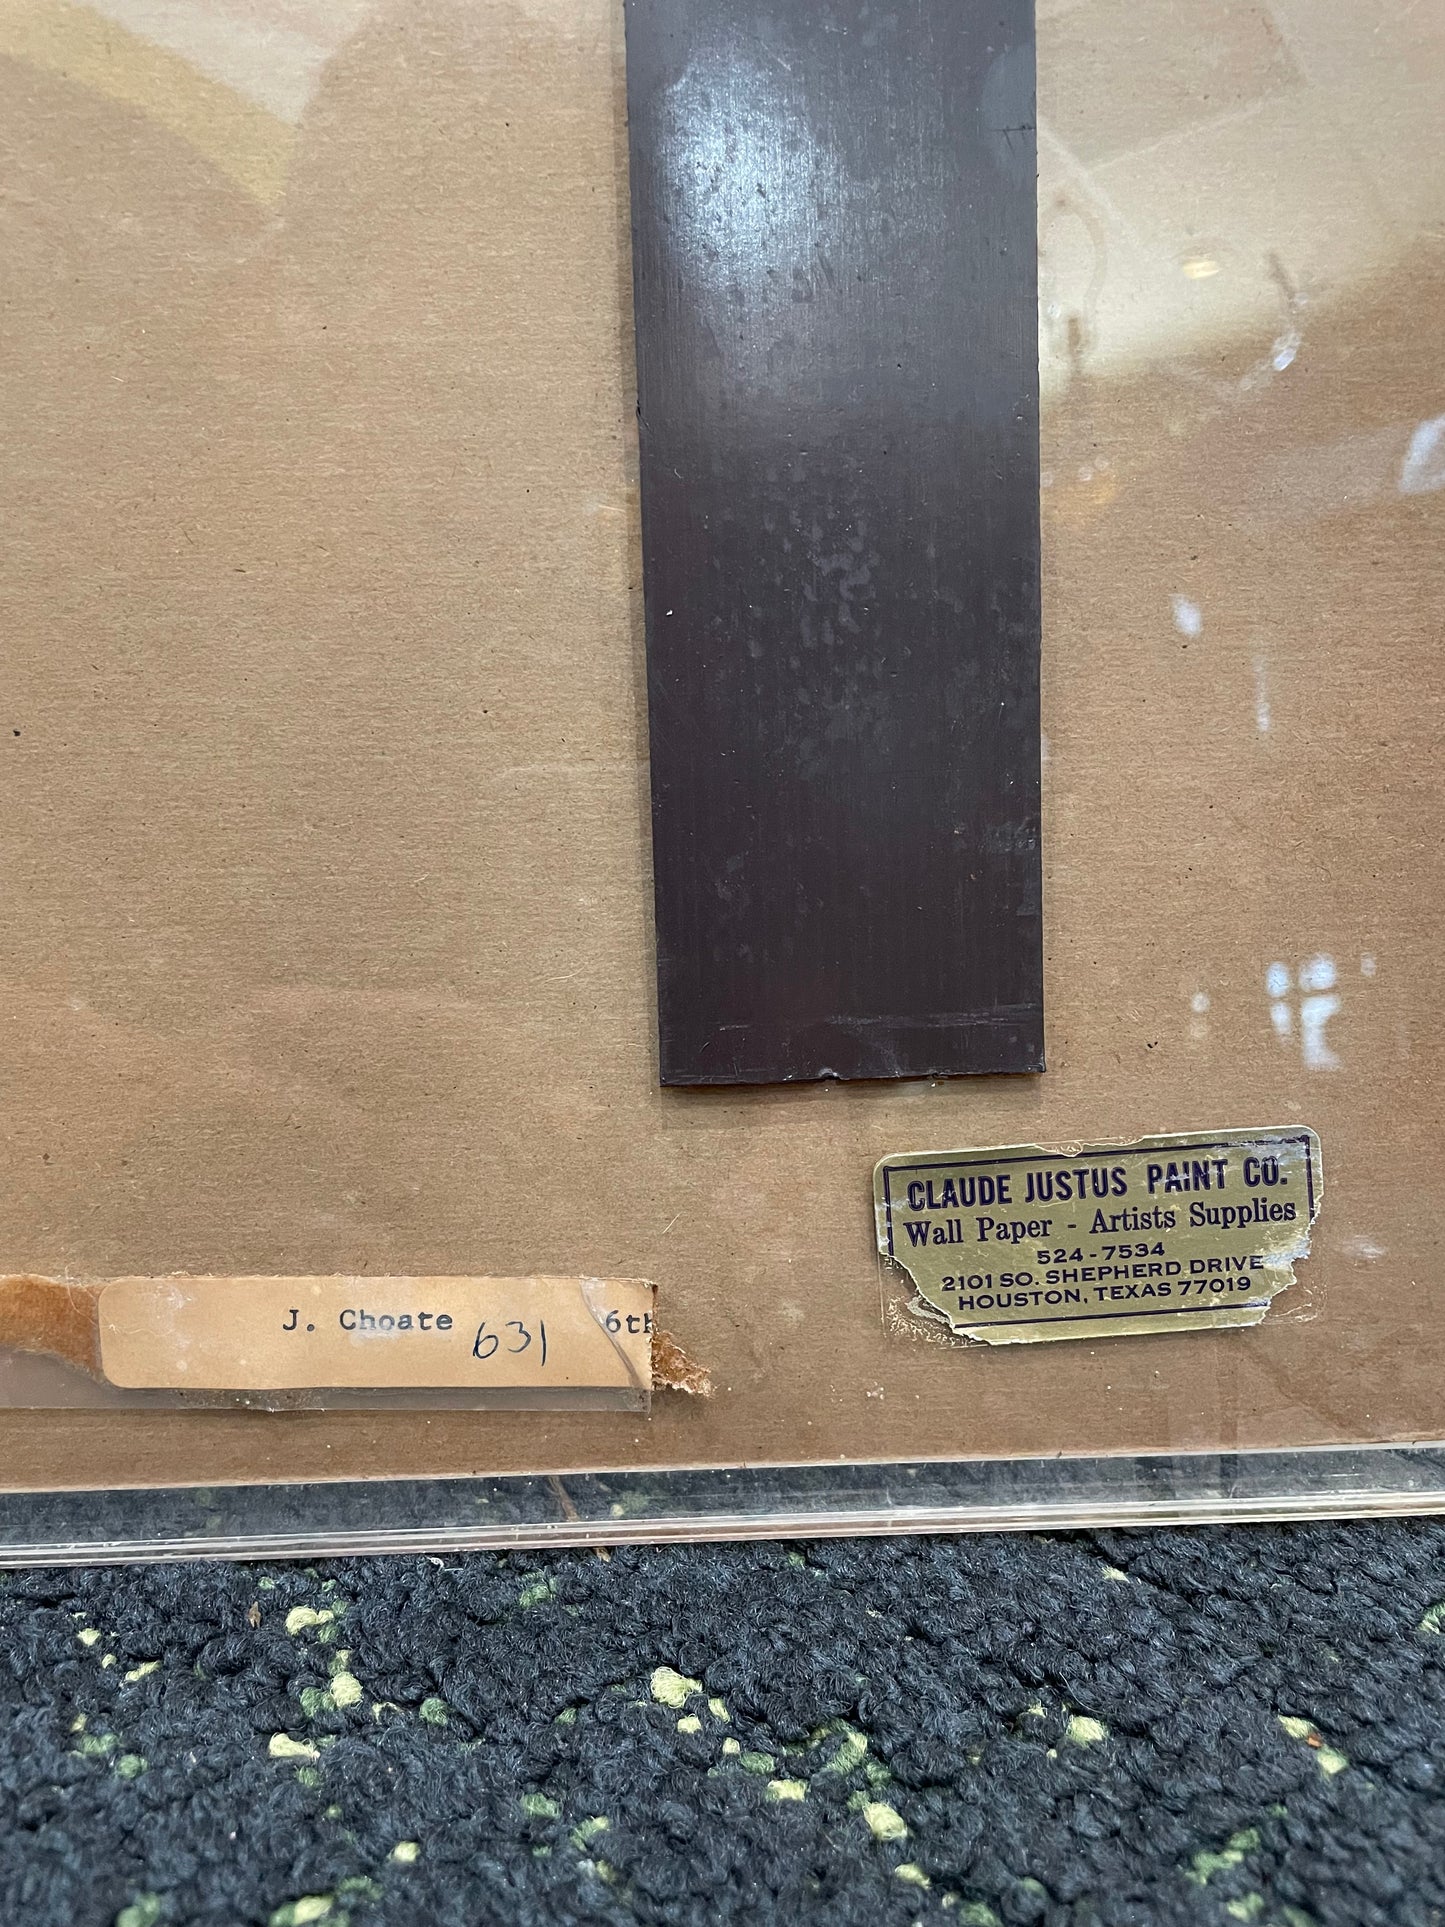 CLAUDE JUSTUS PAINT CO.
Wall Paper - Artists Supplies
524-7534
2101 SO. SHEPHERD DRIVE
HOUSTON, TEXAS 77019
J. Choate 631 6th